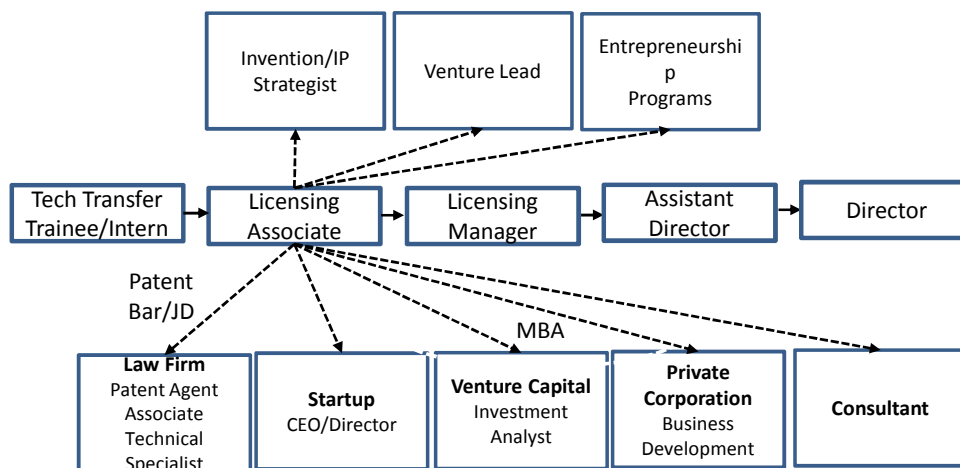 Invention/IP
Strategist
Venture Lead
Entrepreneurshi
p
Programs
Tech Transfer
Trainee/Intern
Licensing
Associate
Licensing
Manager
Assistant
Director
Director
Patent
Bar/JD
MBA
Law Firm
Patent Agent
Associate
Technical
Specialist
Startup
CEO/Director
Venture Capital
Investment
Analyst
Private
Corporation
Business
Development
Consultant